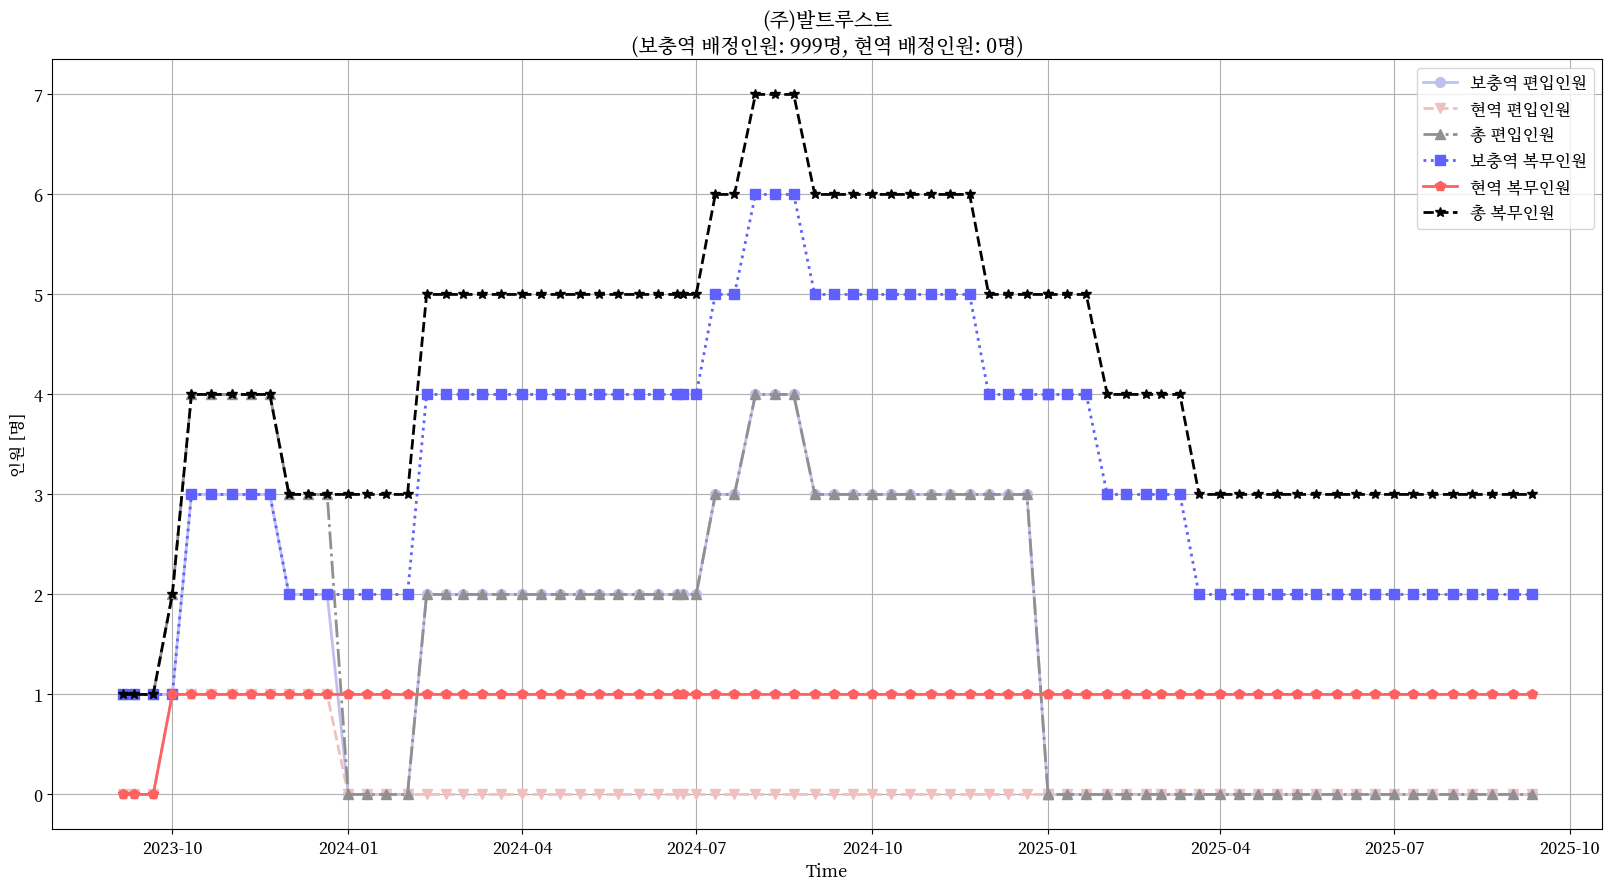 (주)발트루스트
(보충역 배정인원: 999명, 현역 배정인원: 0명)
보충역 편입인원
현역 편입인원
총 편입인원
보충역 복무인원
현역 복무인원
총 복무인원
인원 [명]
7
6
5
4
3
2
1
0
2023-10
2024-01
2024-04
2024-07
2024-10
2025-01
2025-04
2025-07
2025-10
Time